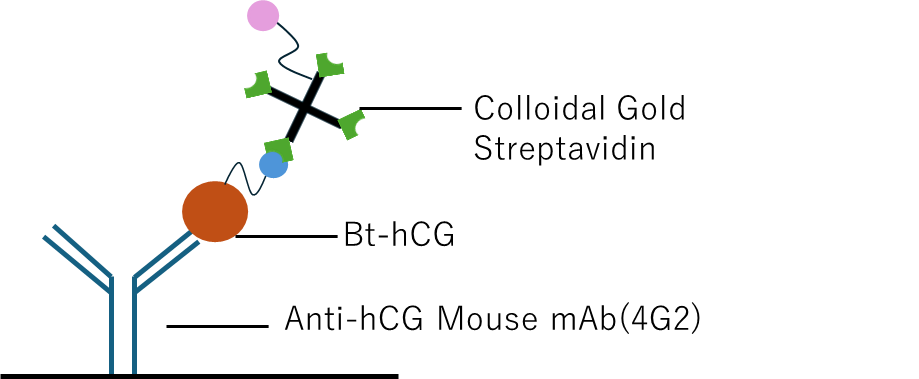 Colloidal Gold
Streptavidin
Bt-hCG
Anti-hCG Mouse mAb(4G2)